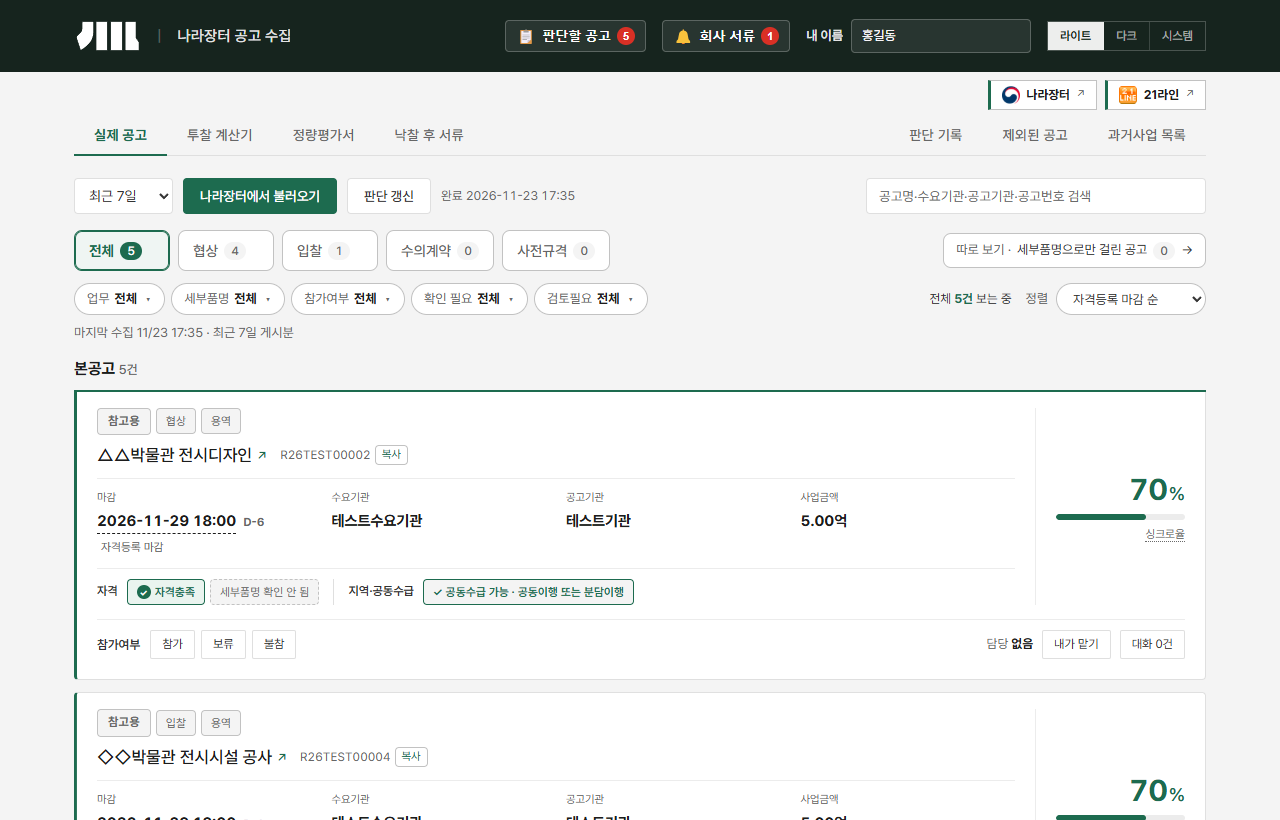 나라장터 공고 수집
판단할 공고 5
회사 서류 1
내 이름 홍길동
라이트 다크 시스템
나라장터 ↗
21라인 ↗
실제 공고 투찰 계산기 정량평가서 낙찰 후 서류 판단 기록 제외된 공고 과거사업 목록
최근 7일 나라장터에서 불러오기 판단 갱신 완료 2026-11-23 17:35 공고명·수요기관·공고기관·공고번호 검색
전체 5 협상 4 입찰 1 수의계약 0 사전규격 0 따로 보기 · 세부품명으로만 걸린 공고 0 →
업무 전체 세부품명 전체 참가여부 전체 확인 필요 전체 검토필요 전체 전체 5건 보는 중 정렬 자격등록 마감 순
마지막 수집 11/23 17:35 · 최근 7일 게시분
본공고 5건
참고용 협상 용역
△△박물관 전시디자인 ↗ R26TEST00002 복사
마감 수요기관 공고기관 사업금액
2026-11-29 18:00 D-6 테스트수요기관 테스트기관 5.00억
자격등록 마감
70%
싱크로율
자격 자격충족 세부품명 확인 안 됨 지역·공동수급 ✓ 공동수급 가능 · 공동이행 또는 분담이행
참가여부 참가 보류 불참 담당 없음 내가 맡기 대화 0건
참고용 입찰 용역
◇◇박물관 전시시설 공사 ↗ R26TEST00004 복사
마감 수요기관 공고기관 사업금액
70%